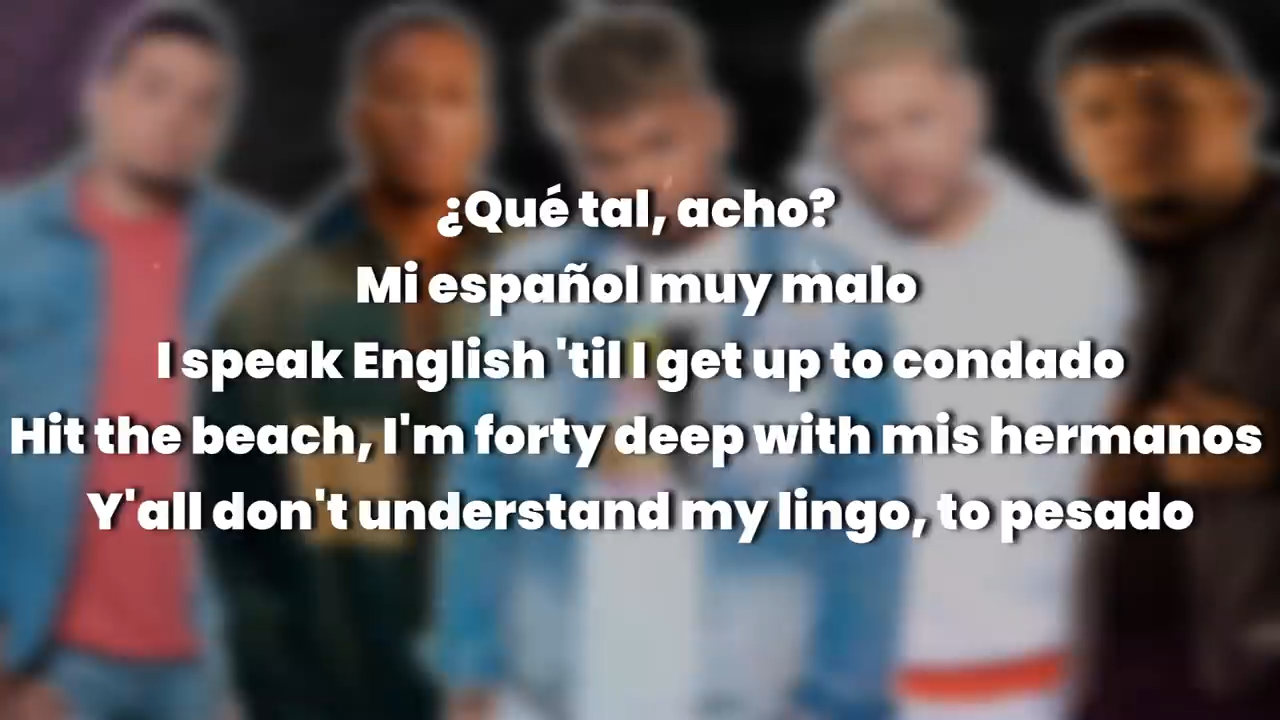 ¿Qué tal, acho?
Mi español muy malo
I speak English 'til I get up to condado
Hit the beach, I'm forty deep with mis hermanos
Y'all don't understand my lingo, to pesado